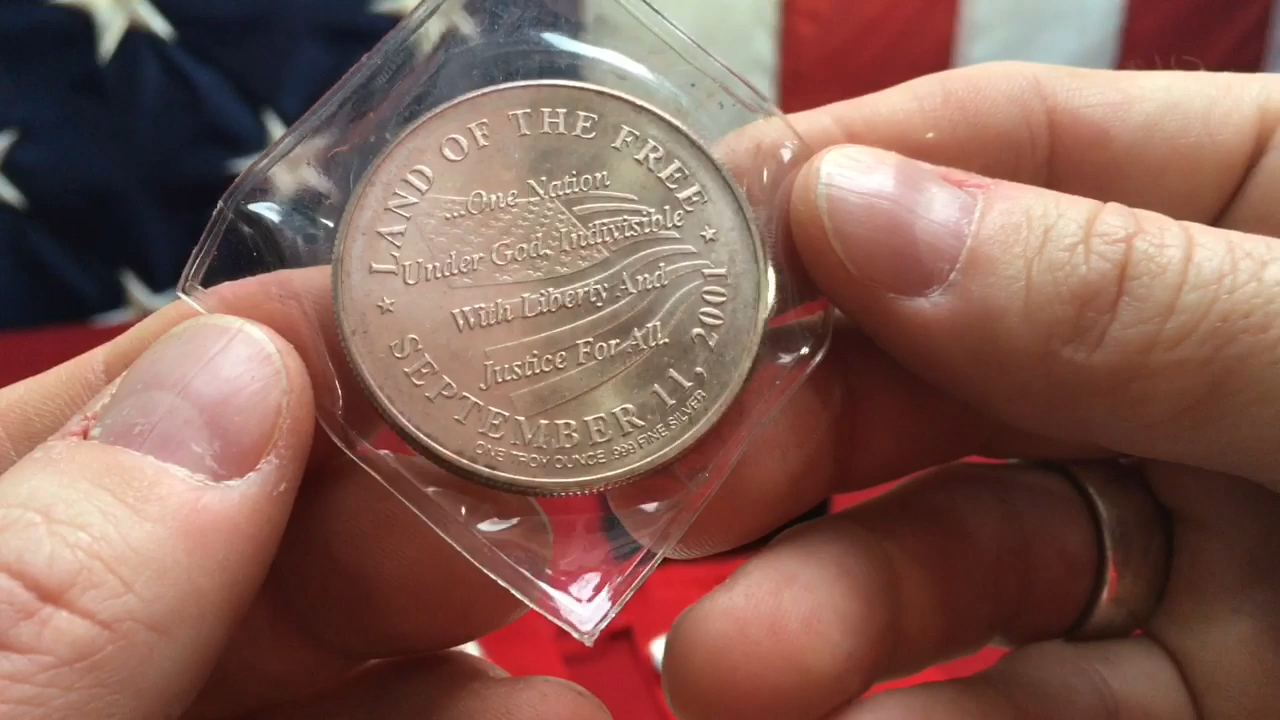 LAND OF THE FREE
...One Nation
Under God, Indivisible
With Liberty And
Justice For All.
SEPTEMBER 11, 2001
ONE TROY OUNCE .999 FINE SILVER